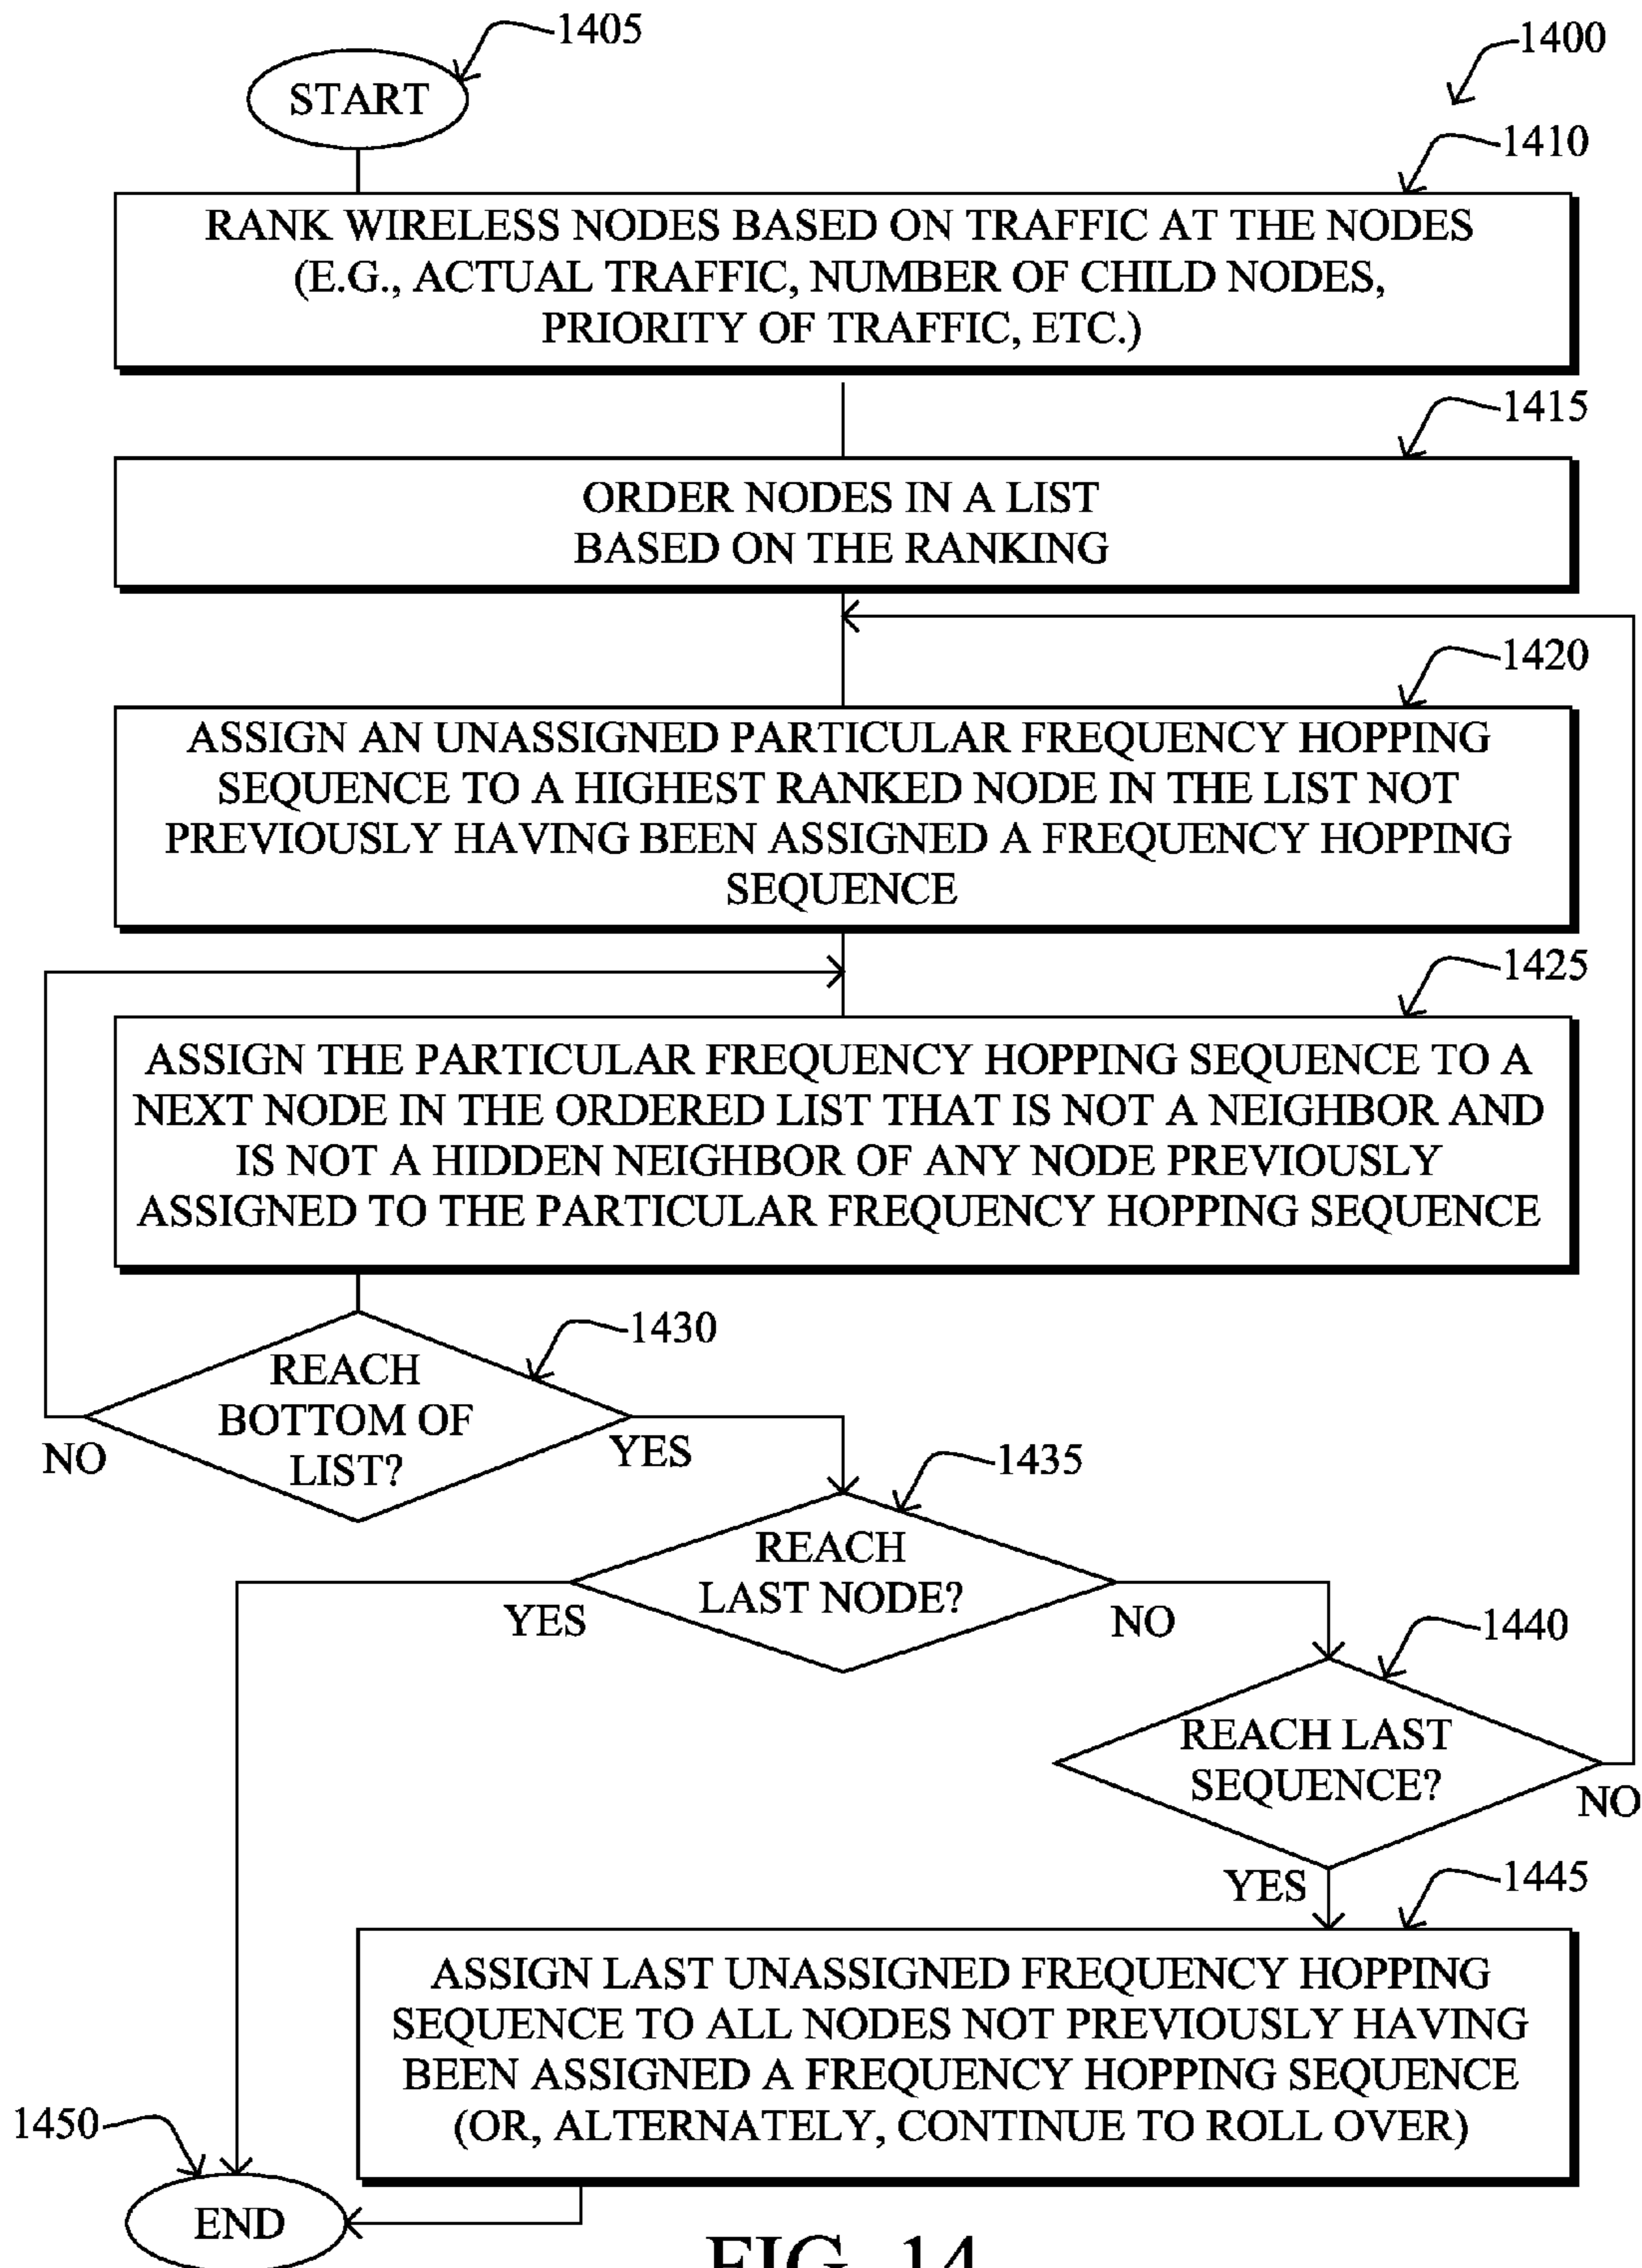 1405
1400
START
1410
RANK WIRELESS NODES BASED ON TRAFFIC AT THE NODES
(E.G., ACTUAL TRAFFIC, NUMBER OF CHILD NODES,
PRIORITY OF TRAFFIC, ETC.)
1415
ORDER NODES IN A LIST
BASED ON THE RANKING
1420
ASSIGN AN UNASSIGNED PARTICULAR FREQUENCY HOPPING
SEQUENCE TO A HIGHEST RANKED NODE IN THE LIST NOT
PREVIOUSLY HAVING BEEN ASSIGNED A FREQUENCY HOPPING
SEQUENCE
1425
ASSIGN THE PARTICULAR FREQUENCY HOPPING SEQUENCE TO A
NEXT NODE IN THE ORDERED LIST THAT IS NOT A NEIGHBOR AND
IS NOT A HIDDEN NEIGHBOR OF ANY NODE PREVIOUSLY
ASSIGNED TO THE PARTICULAR FREQUENCY HOPPING SEQUENCE
1430
REACH
BOTTOM OF
LIST?
NO
YES
1435
REACH
LAST NODE?
YES
NO
1440
REACH LAST
SEQUENCE?
NO
YES
1445
ASSIGN LAST UNASSIGNED FREQUENCY HOPPING
SEQUENCE TO ALL NODES NOT PREVIOUSLY HAVING
BEEN ASSIGNED A FREQUENCY HOPPING SEQUENCE
(OR, ALTERNATELY, CONTINUE TO ROLL OVER)
1450
END
FIG. 14